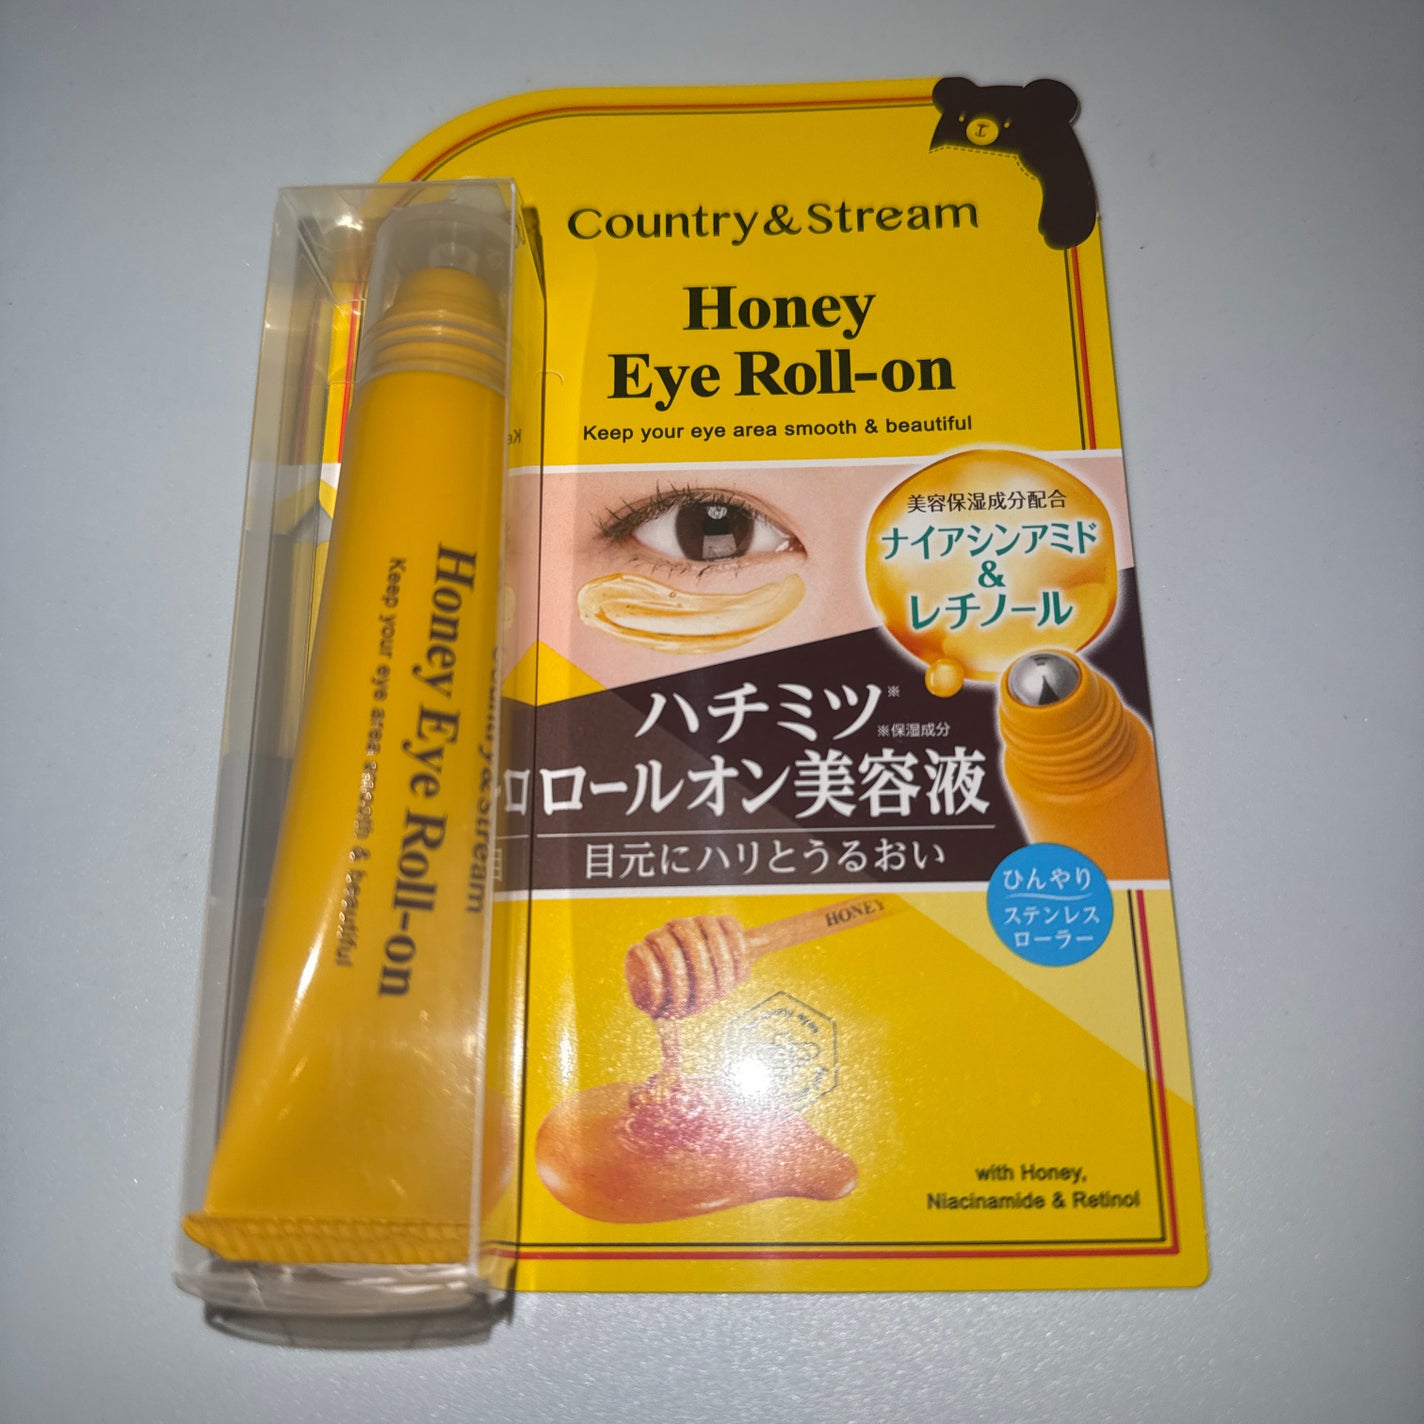 Country&Stream
Honey
Eye Roll-on
Keep your eye area smooth & beautiful
美容保湿成分配合
ナイアシンアミド
&
レチノール
ハチミツ※
※保湿成分
ロールオン美容液
目元にハリとうるおい
ひんやり
ステンレス
ローラー
HONEY
with Honey,
Niacinamide & Retinol
Country&Stream
Honey Eye Roll-on
Keep your eye area smooth & beautiful